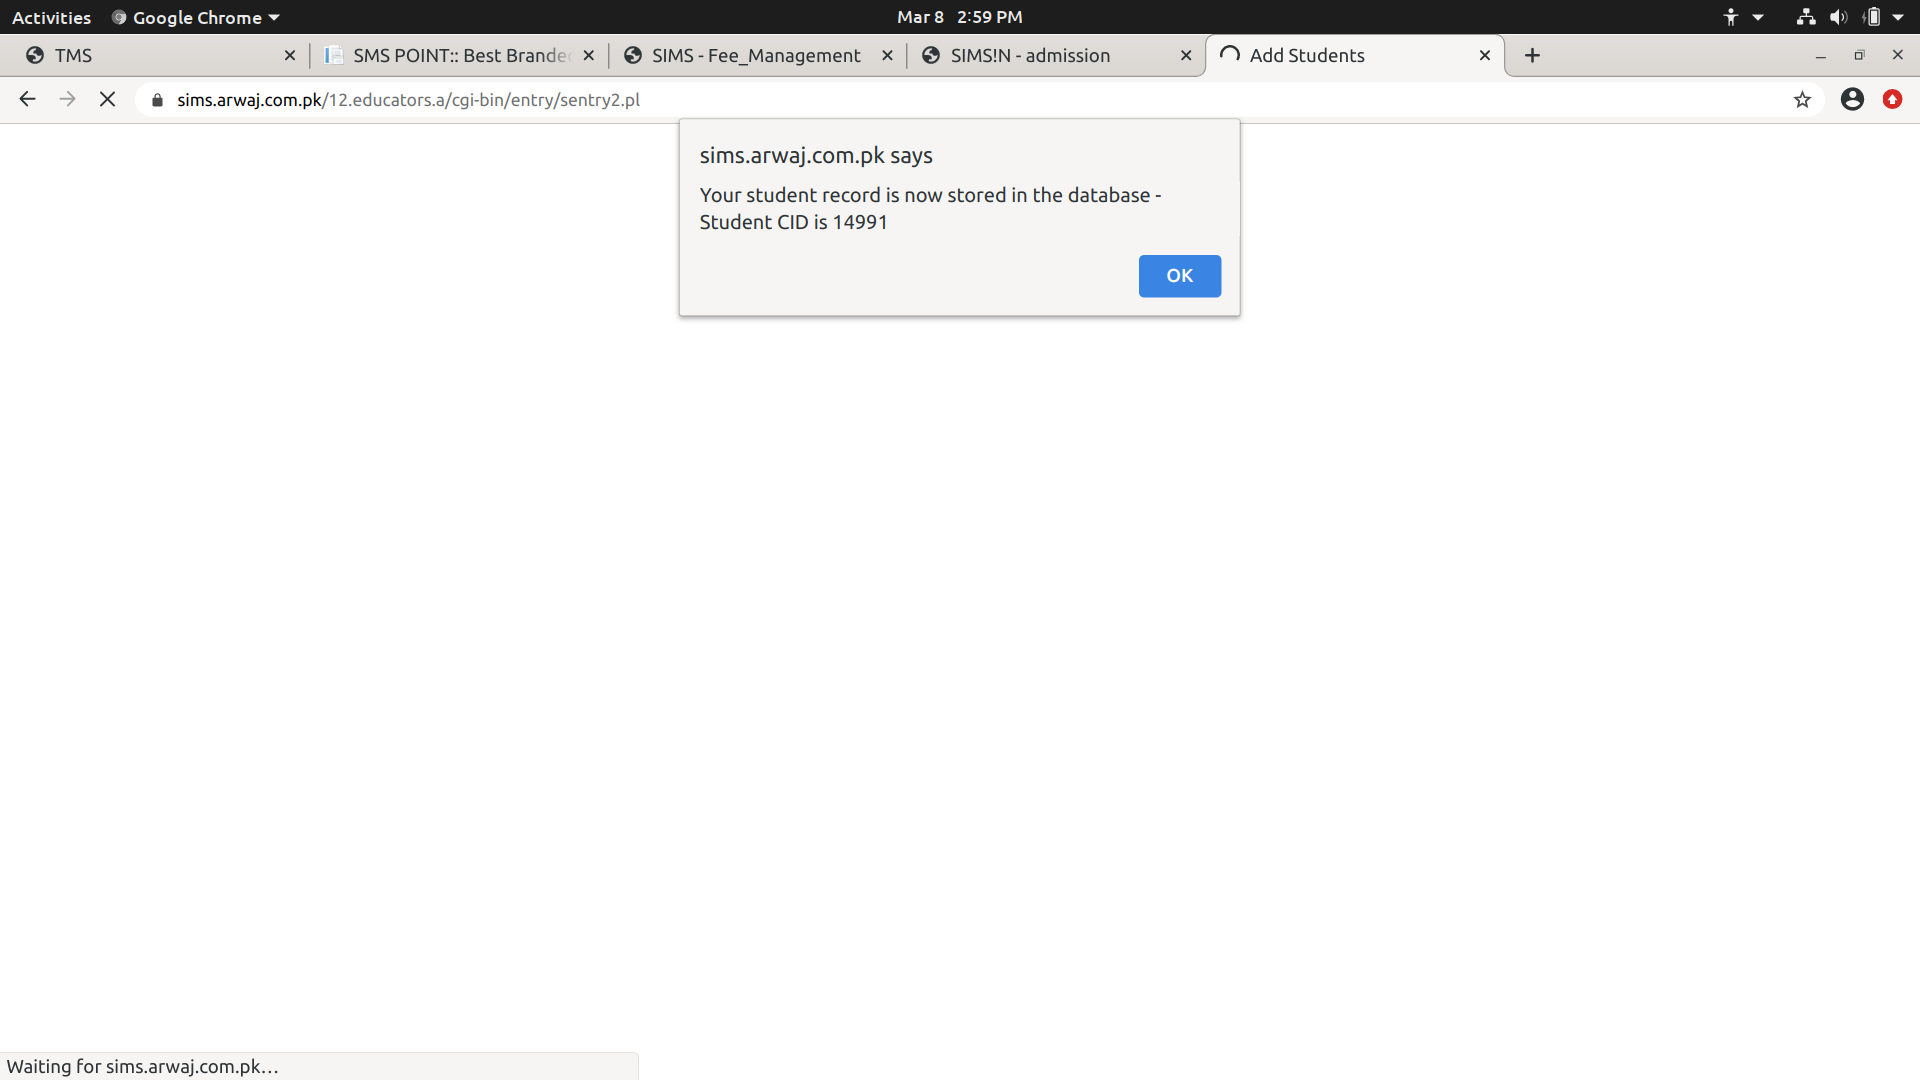 Activities Google Chrome Mar 8 2:59 PM
TMS SMS POINT:: Best Branded SIMS - Fee_Management SIMS!N - admission Add Students
sims.arwaj.com.pk/12.educators.a/cgi-bin/entry/sentry2.pl
sims.arwaj.com.pk says
Your student record is now stored in the database -
Student CID is 14991
OK
Waiting for sims.arwaj.com.pk…